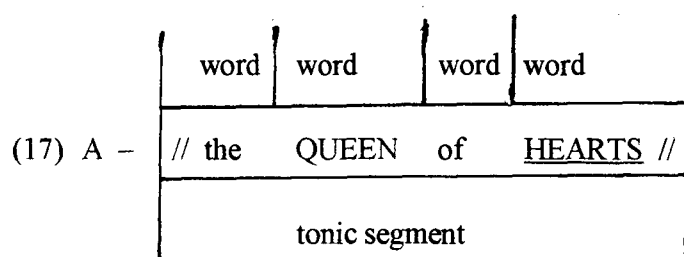 word word word word
(17) A – // the QUEEN of HEARTS //
tonic segment